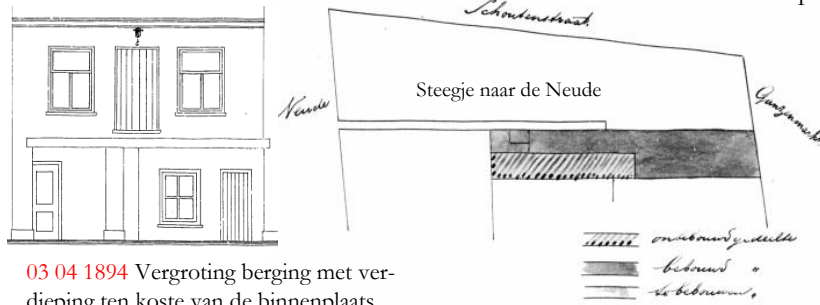 Schoutenstraat
Steegje naar de Neude
Neude
onbebouwd gedeelte
bebouwd "
te bebouwen "
03 04 1894 Vergroting berging met ver-
dieping ten koste van de binnenplaats